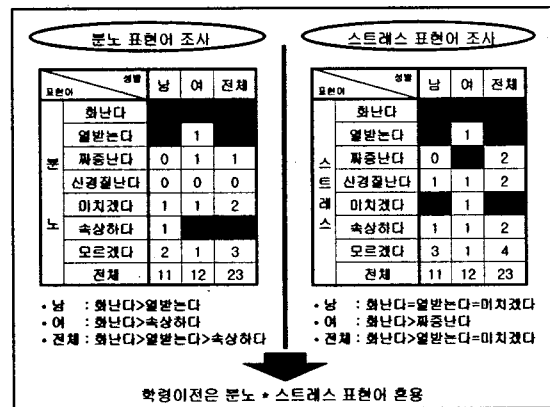 분노 표현어 조사
성별
표현어
남 여 전체
분노
화난다
열받는다 1
짜증난다 0 1 1
신경질난다 0 0 0
미치겠다 1 1 2
속상하다 1
모르겠다 2 1 3
전체 11 12 23
• 남 : 화난다>열받는다
• 여 : 화난다>속상하다
• 전체 : 화난다>열받는다>속상하다
스트레스 표현어 조사
성별
표현어
남 여 전체
스트레스
화난다
열받는다 1
짜증난다 0 2
신경질난다 1 1 2
미치겠다 1
속상하다 1 1 2
모르겠다 3 1 4
전체 11 12 23
• 남 : 화난다=열받는다=미치겠다
• 여 : 화난다>짜증난다
• 전체 : 화난다>열받는다=미치겠다
학령이전은 분노 * 스트레스 표현어 혼용